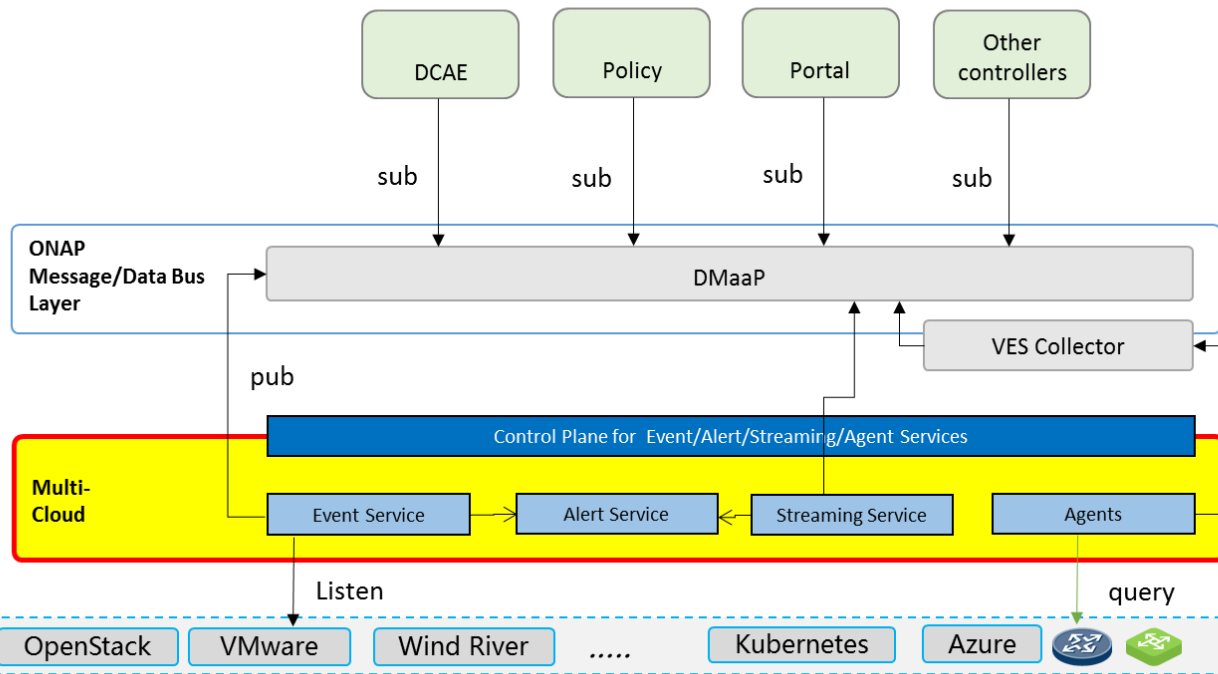 DCAE
Policy
Portal
Other
controllers
sub
sub
sub
sub
ONAP
Message/Data Bus
Layer
DMaaP
VES Collector
pub
Control Plane for Event/Alert/Streaming/Agent Services
Multi-
Cloud
Event Service
Alert Service
Streaming Service
Agents
Listen
query
OpenStack
VMware
Wind River
.....
Kubernetes
Azure